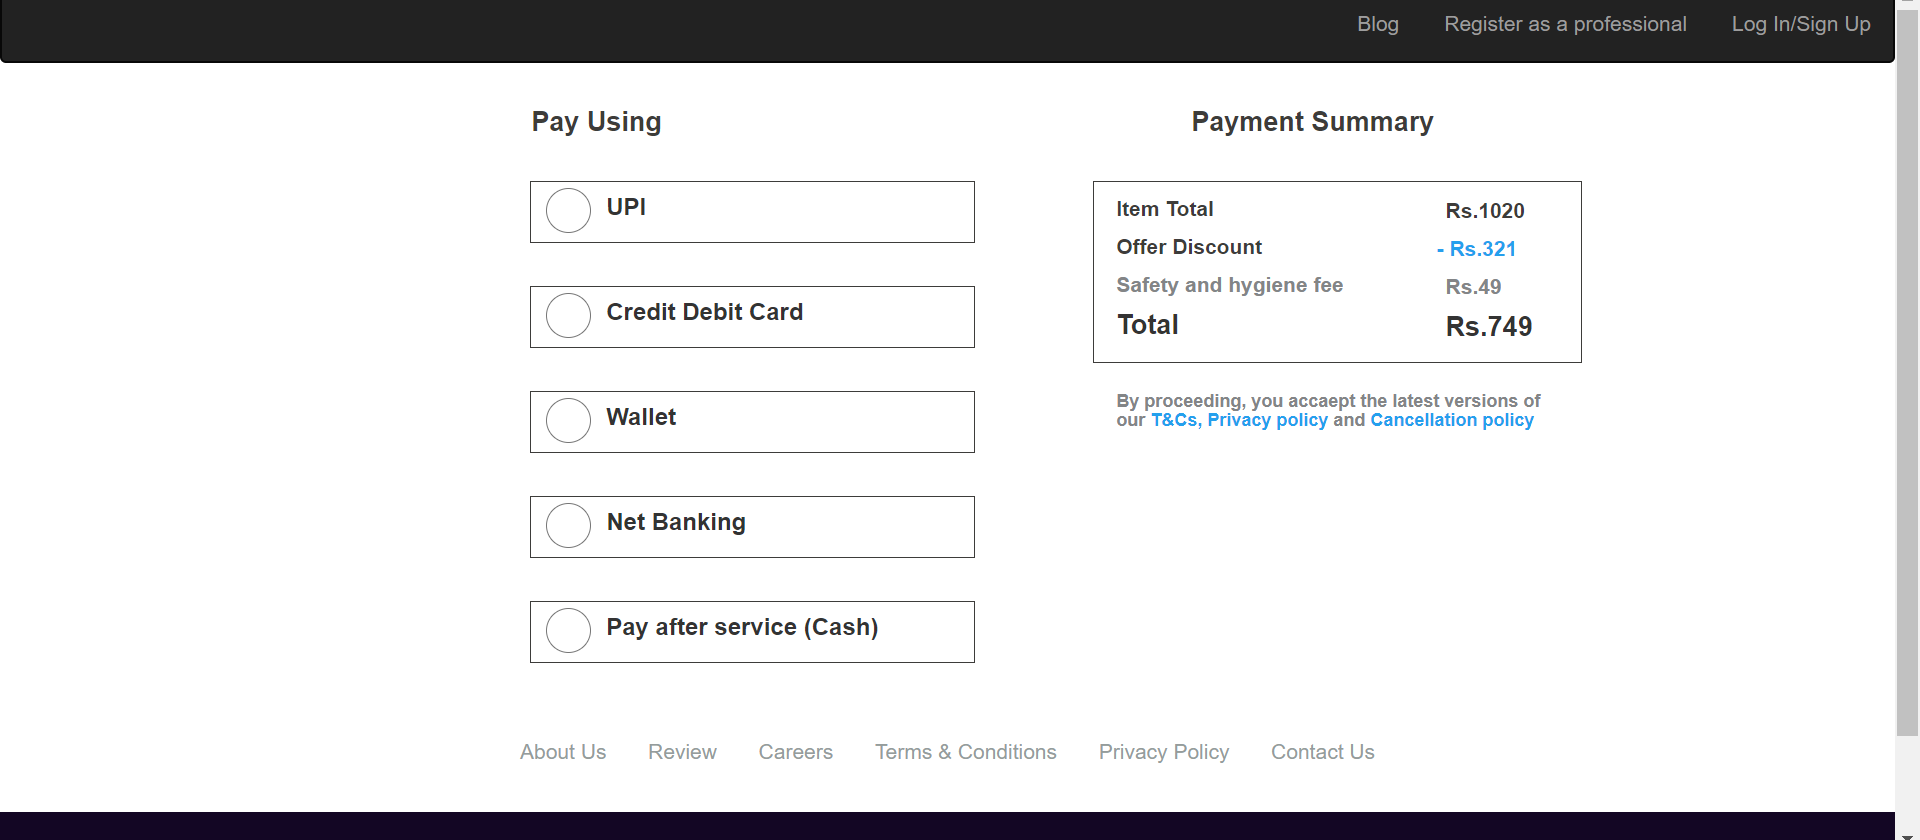 Blog Register as a professional Log In/Sign Up
Pay Using
UPI
Credit Debit Card
Wallet
Net Banking
Pay after service (Cash)
Payment Summary
Item Total Rs.1020
Offer Discount - Rs.321
Safety and hygiene fee Rs.49
Total Rs.749
By proceeding, you accaept the latest versions of
our T&Cs, Privacy policy and Cancellation policy
About Us Review Careers Terms & Conditions Privacy Policy Contact Us